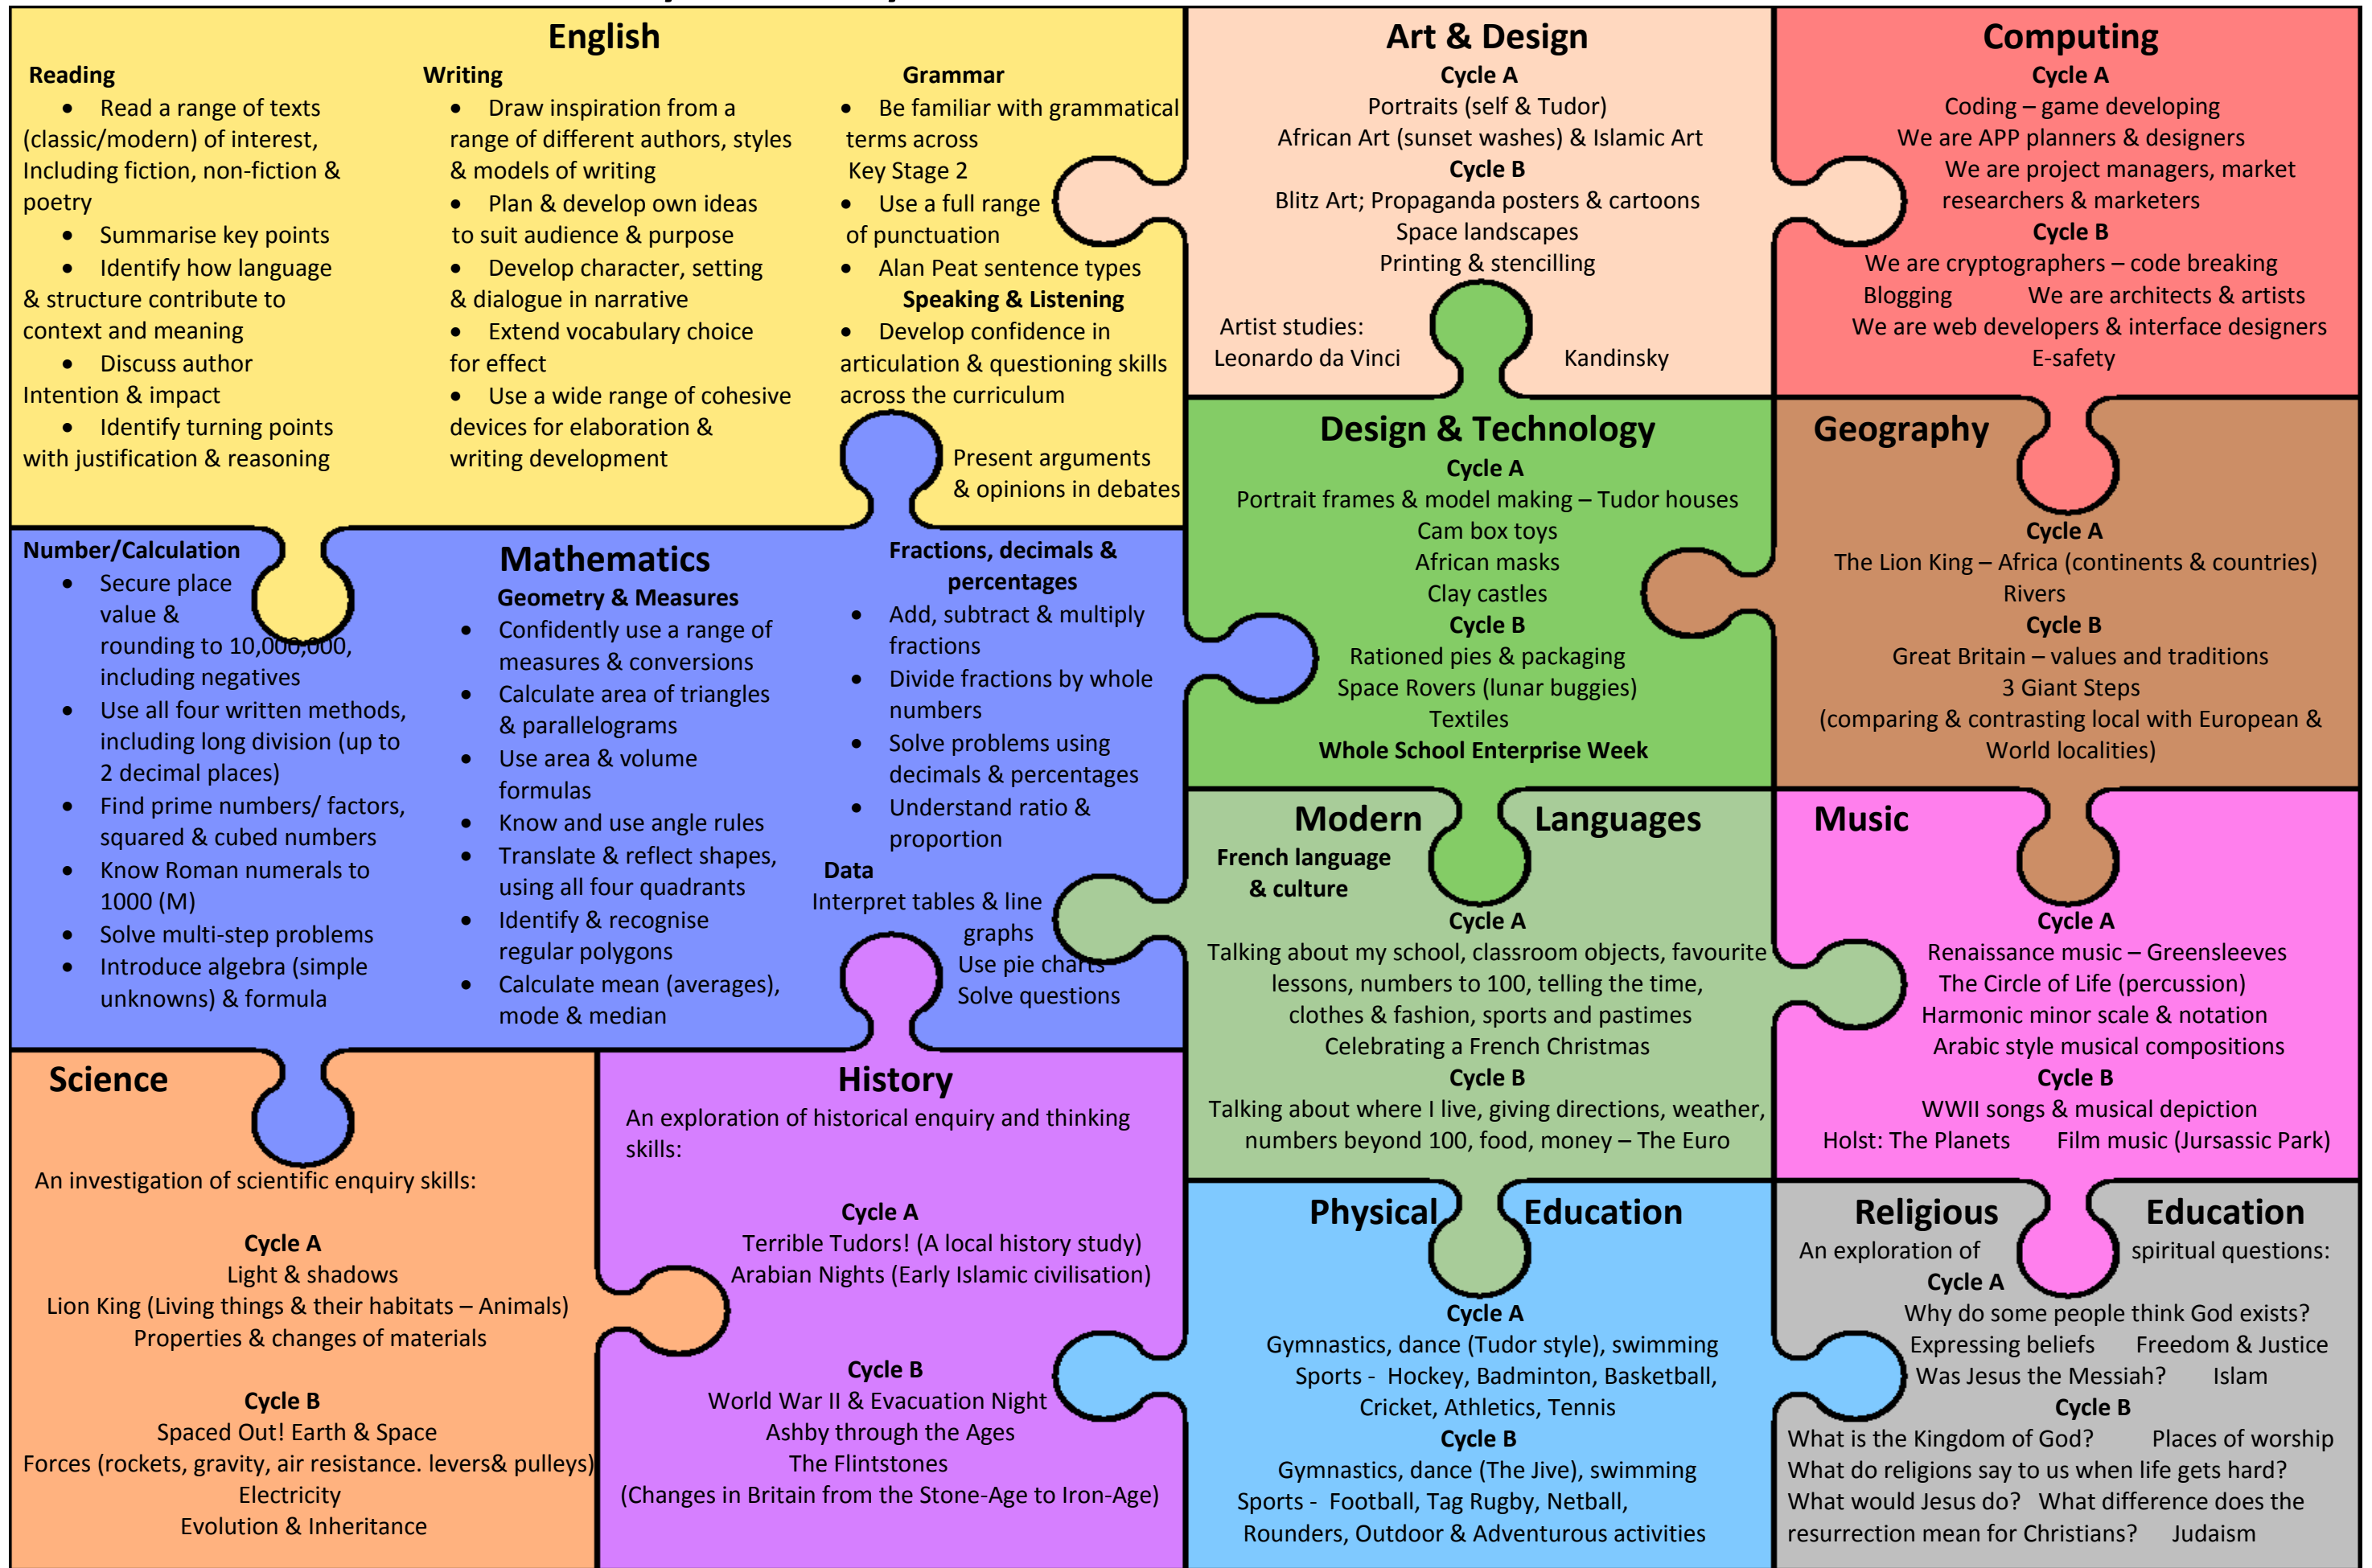 English
Reading
• Read a range of texts
(classic/modern) of interest,
Including fiction, non-fiction &
poetry
• Summarise key points
• Identify how language
& structure contribute to
context and meaning
• Discuss author
Intention & impact
• Identify turning points
with justification & reasoning
Writing
• Draw inspiration from a
range of different authors, styles
& models of writing
• Plan & develop own ideas
to suit audience & purpose
• Develop character, setting
& dialogue in narrative
• Extend vocabulary choice
for effect
• Use a wide range of cohesive
devices for elaboration &
writing development
Grammar
• Be familiar with grammatical
terms across
Key Stage 2
• Use a full range
of punctuation
• Alan Peat sentence types
Speaking & Listening
• Develop confidence in
articulation & questioning skills
across the curriculum
Present arguments
& opinions in debates
Art & Design
Cycle A
Portraits (self & Tudor)
African Art (sunset washes) & Islamic Art
Cycle B
Blitz Art; Propaganda posters & cartoons
Space landscapes
Printing & stencilling
Artist studies:
Leonardo da Vinci Kandinsky
Computing
Cycle A
Coding – game developing
We are APP planners & designers
We are project managers, market
researchers & marketers
Cycle B
We are cryptographers – code breaking
Blogging We are architects & artists
We are web developers & interface designers
E-safety
Mathematics
Number/Calculation
• Secure place
value &
rounding to 10,000,000,
including negatives
• Use all four written methods,
including long division (up to
2 decimal places)
• Find prime numbers/ factors,
squared & cubed numbers
• Know Roman numerals to
1000 (M)
• Solve multi-step problems
• Introduce algebra (simple
unknowns) & formula
Geometry & Measures
• Confidently use a range of
measures & conversions
• Calculate area of triangles
& parallelograms
• Use area & volume
formulas
• Know and use angle rules
• Translate & reflect shapes,
using all four quadrants
• Identify & recognise
regular polygons
• Calculate mean (averages),
mode & median
Fractions, decimals &
percentages
• Add, subtract & multiply
fractions
• Divide fractions by whole
numbers
• Solve problems using
decimals & percentages
• Understand ratio &
proportion
Data
Interpret tables & line
graphs
Use pie charts
Solve questions
Design & Technology
Cycle A
Portrait frames & model making – Tudor houses
Cam box toys
African masks
Clay castles
Cycle B
Rationed pies & packaging
Space Rovers (lunar buggies)
Textiles
Whole School Enterprise Week
Geography
Cycle A
The Lion King – Africa (continents & countries)
Rivers
Cycle B
Great Britain – values and traditions
3 Giant Steps
(comparing & contrasting local with European &
World localities)
Modern Languages
French language
& culture
Cycle A
Talking about my school, classroom objects, favourite
lessons, numbers to 100, telling the time,
clothes & fashion, sports and pastimes
Celebrating a French Christmas
Cycle B
Talking about where I live, giving directions, weather,
numbers beyond 100, food, money – The Euro
Music
Cycle A
Renaissance music – Greensleeves
The Circle of Life (percussion)
Harmonic minor scale & notation
Arabic style musical compositions
Cycle B
WWII songs & musical depiction
Holst: The Planets Film music (Jursassic Park)
Science
An investigation of scientific enquiry skills:
Cycle A
Light & shadows
Lion King (Living things & their habitats – Animals)
Properties & changes of materials
Cycle B
Spaced Out! Earth & Space
Forces (rockets, gravity, air resistance. levers& pulleys)
Electricity
Evolution & Inheritance
History
An exploration of historical enquiry and thinking
skills:
Cycle A
Terrible Tudors! (A local history study)
Arabian Nights (Early Islamic civilisation)
Cycle B
World War II & Evacuation Night
Ashby through the Ages
The Flintstones
(Changes in Britain from the Stone-Age to Iron-Age)
Physical Education
Cycle A
Gymnastics, dance (Tudor style), swimming
Sports - Hockey, Badminton, Basketball,
Cricket, Athletics, Tennis
Cycle B
Gymnastics, dance (The Jive), swimming
Sports - Football, Tag Rugby, Netball,
Rounders, Outdoor & Adventurous activities
Religious Education
An exploration of spiritual questions:
Cycle A
Why do some people think God exists?
Expressing beliefs Freedom & Justice
Was Jesus the Messiah? Islam
Cycle B
What is the Kingdom of God? Places of worship
What do religions say to us when life gets hard?
What would Jesus do? What difference does the
resurrection mean for Christians? Judaism